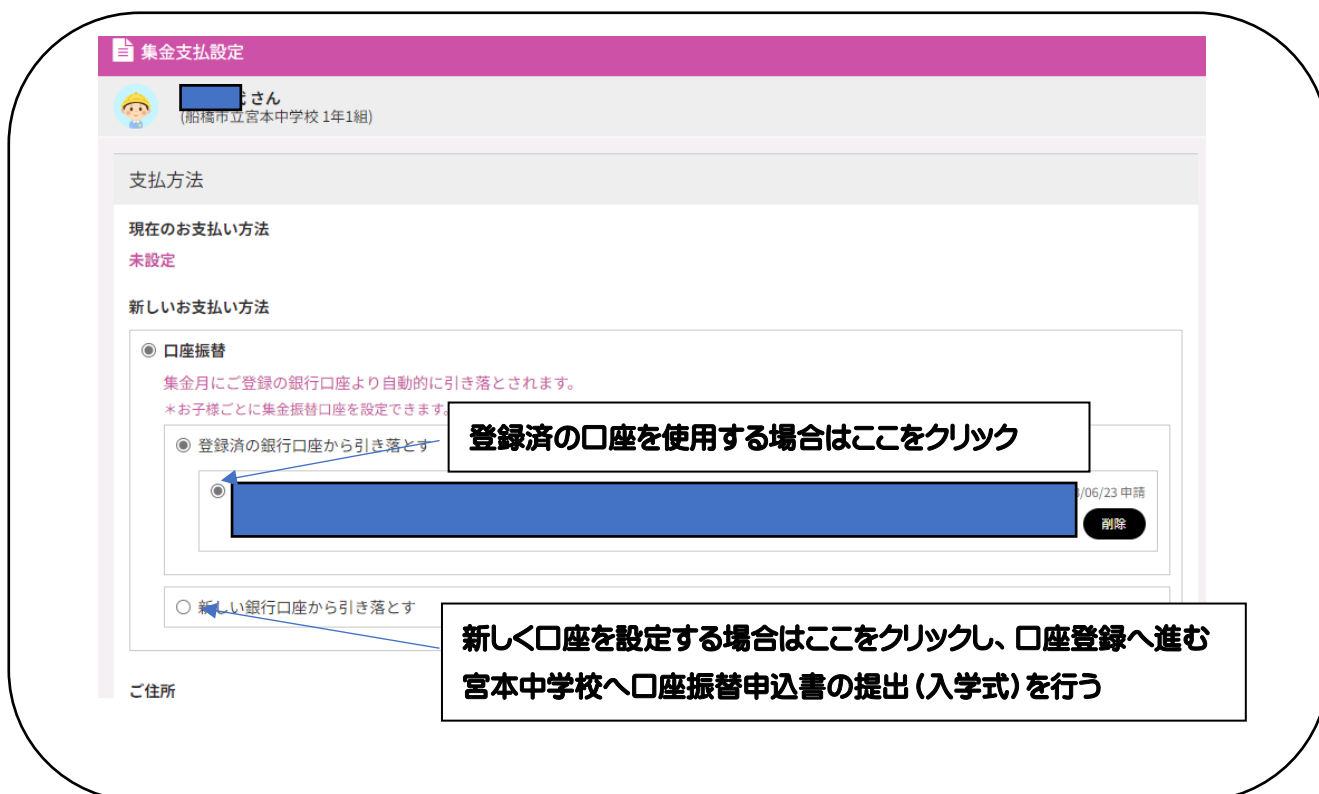 集金支払設定
さん
(船橋市立宮本中学校 1年1組)
支払方法
現在のお支払い方法
未設定
新しいお支払い方法
口座振替
集金月にご登録の銀行口座より自動的に引き落とされます。
*お子様ごとに集金振替口座を設定できます。
登録済の口座を使用する場合はここをクリック
登録済の銀行口座から引き落とす
/06/23 申請
削除
新しい銀行口座から引き落とす
新しく口座を設定する場合はここをクリックし、口座登録へ進む
宮本中学校へ口座振替申込書の提出(入学式)を行う
ご住所